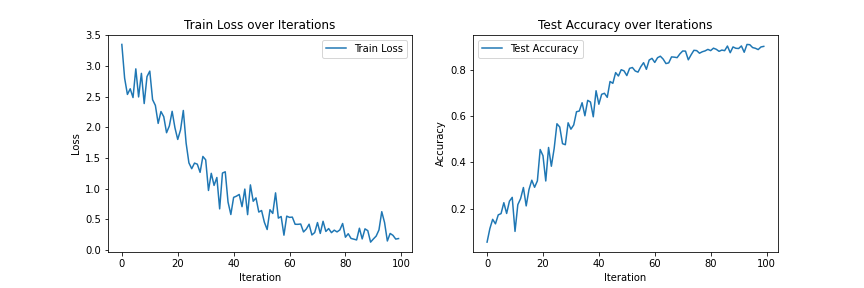 Train Loss over Iterations
Train Loss
3.5
3.0
2.5
2.0
1.5
1.0
0.5
0.0
Loss
0 20 40 60 80 100
Iteration
Test Accuracy over Iterations
Test Accuracy
0.8
0.6
0.4
0.2
Accuracy
0 20 40 60 80 100
Iteration